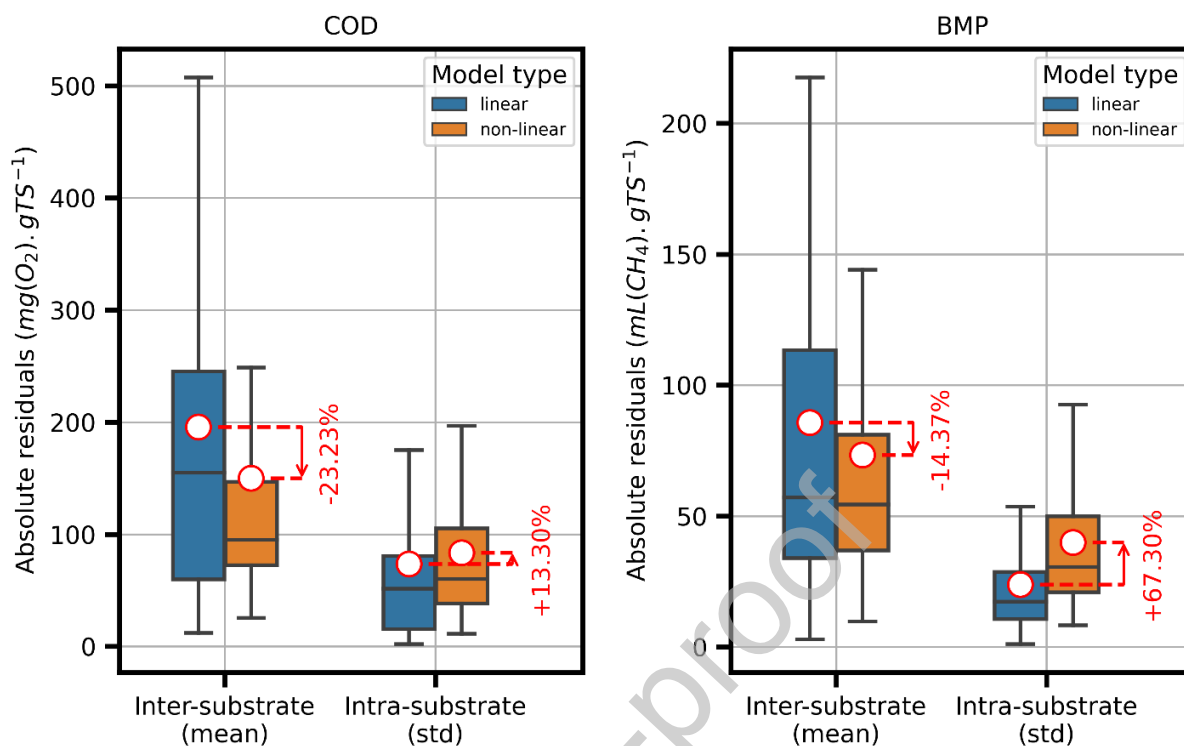 COD
Absolute residuals (mg(O₂).gTS⁻¹)
500
400
300
200
100
0
Model type
linear
non-linear
-23.23%
+13.30%
Inter-substrate
(mean)
Intra-substrate
(std)
BMP
Absolute residuals (mL(CH₄).gTS⁻¹)
200
150
100
50
0
Model type
linear
non-linear
-14.37%
+67.30%
Inter-substrate
(mean)
Intra-substrate
(std)
proof